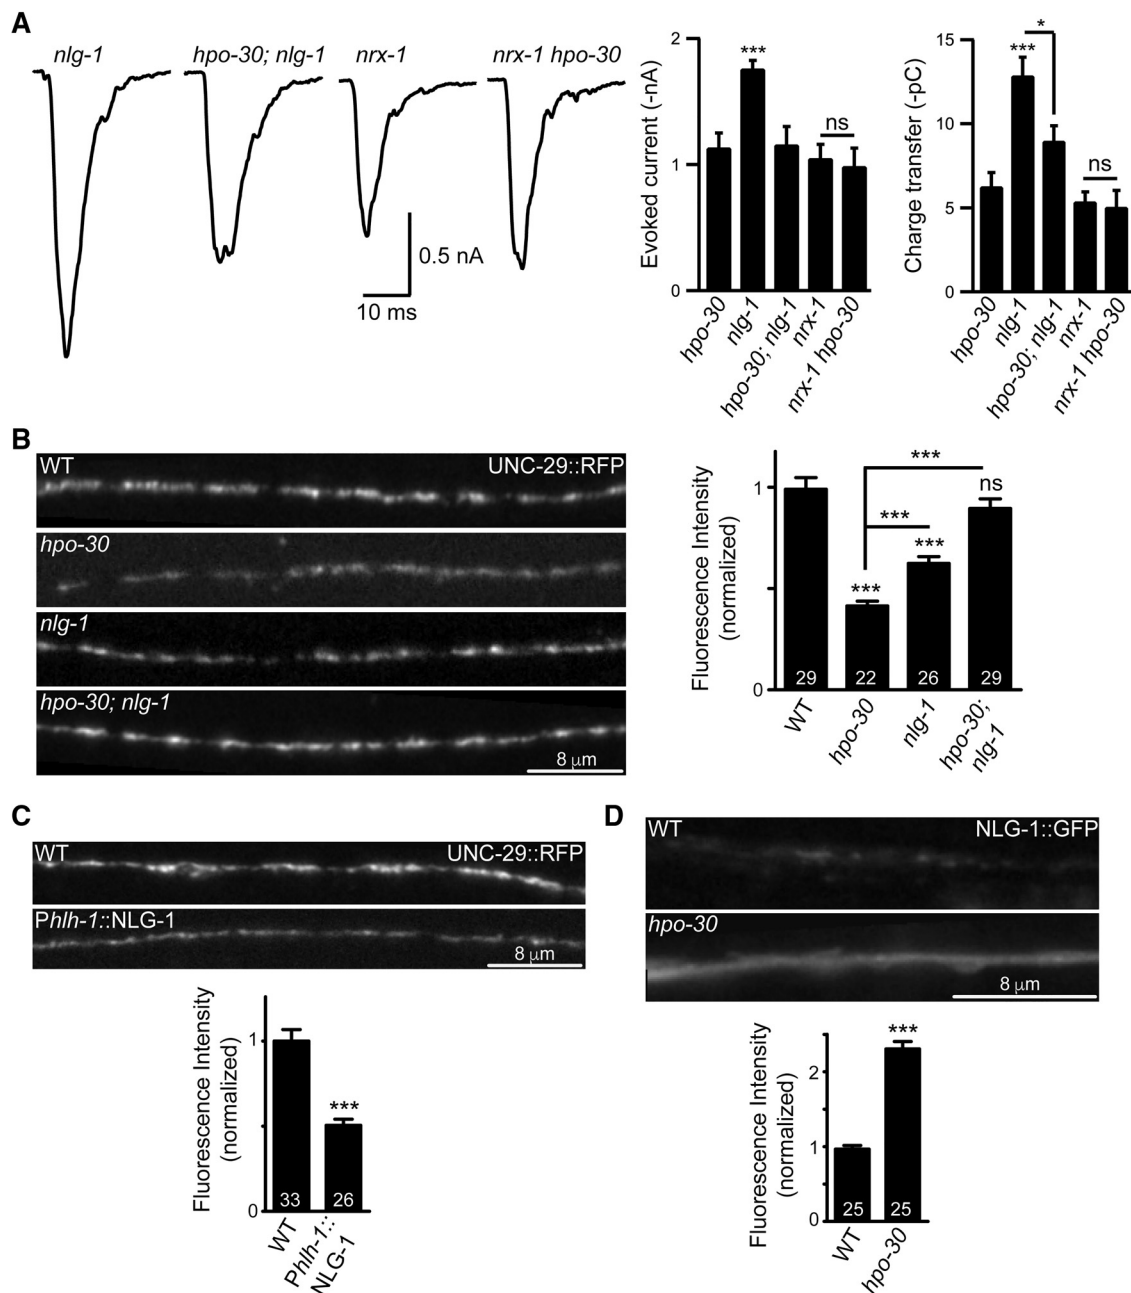 A
nlg-1
hpo-30; nlg-1
nrx-1
nrx-1 hpo-30
0.5 nA
10 ms
Evoked current (-nA)
2
1
0
***
ns
hpo-30
nlg-1
hpo-30; nlg-1
nrx-1
nrx-1 hpo-30
Charge transfer (-pC)
15
10
5
0
***
*
ns
hpo-30
nlg-1
hpo-30; nlg-1
nrx-1
nrx-1 hpo-30
B
WT
UNC-29::RFP
hpo-30
nlg-1
hpo-30; nlg-1
8 μm
Fluorescence Intensity
(normalized)
1
0
***
***
ns
***
***
29
22
26
29
WT
hpo-30
nlg-1
hpo-30;
nlg-1
C
WT
UNC-29::RFP
Phlh-1::NLG-1
8 μm
Fluorescence Intensity
(normalized)
1
0
***
33
26
WT
Phlh-1::
NLG-1
D
WT
NLG-1::GFP
hpo-30
8 μm
Fluorescence Intensity
(normalized)
2
1
0
***
25
25
WT
hpo-30